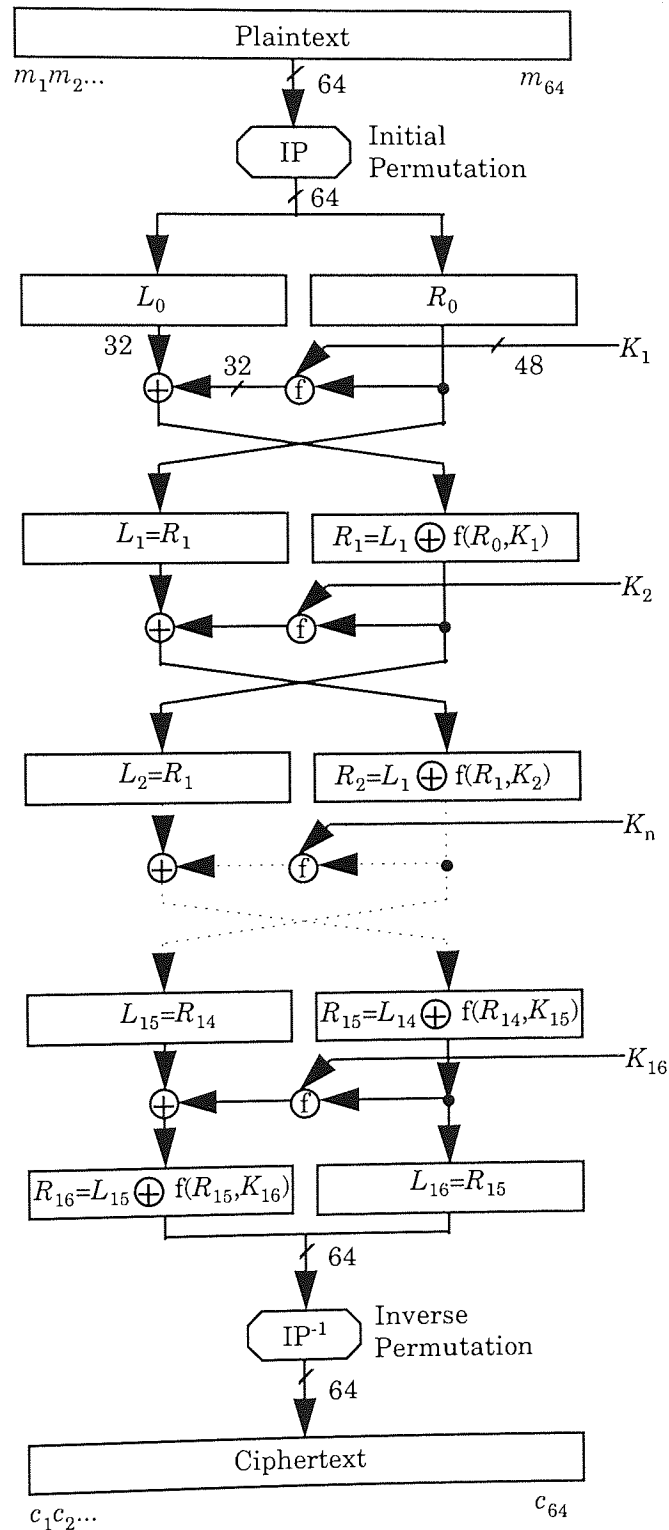 Plaintext
m₁m₂... m₆₄
64
IP
Initial
Permutation
64
L₀ R₀
32 32 f 48 K₁
⊕
L₁=R₁ R₁=L₁ ⊕ f(R₀,K₁)
K₂
⊕ f
L₂=R₁ R₂=L₁ ⊕ f(R₁,K₂)
Kₙ
⊕ f
L₁₅=R₁₄ R₁₅=L₁₄ ⊕ f(R₁₄,K₁₅)
K₁₆
⊕ f
R₁₆=L₁₅ ⊕ f(R₁₅,K₁₆) L₁₆=R₁₅
64
IP⁻¹
Inverse
Permutation
64
Ciphertext
c₁c₂... c₆₄